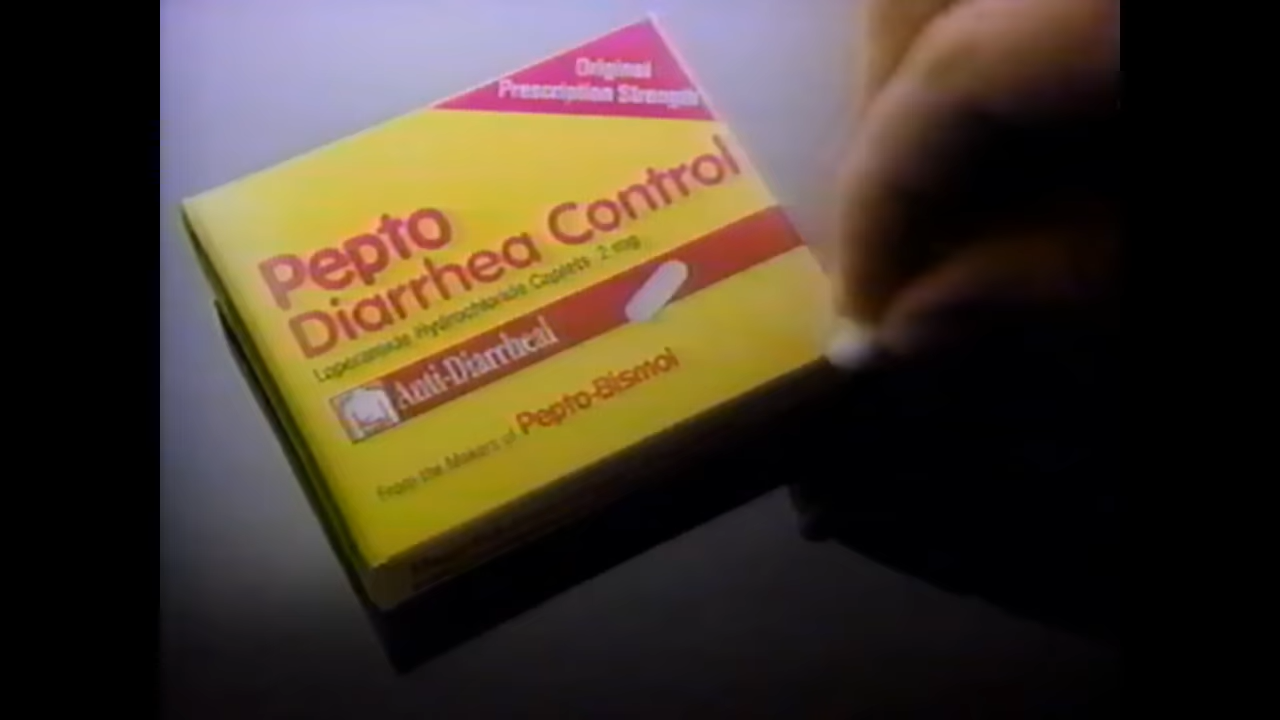 Original
Prescription Strength
Pepto
Diarrhea Control
Loperamide Hydrochloride Caplets 2 mg
Anti-Diarrheal
From the Makers of Pepto-Bismol